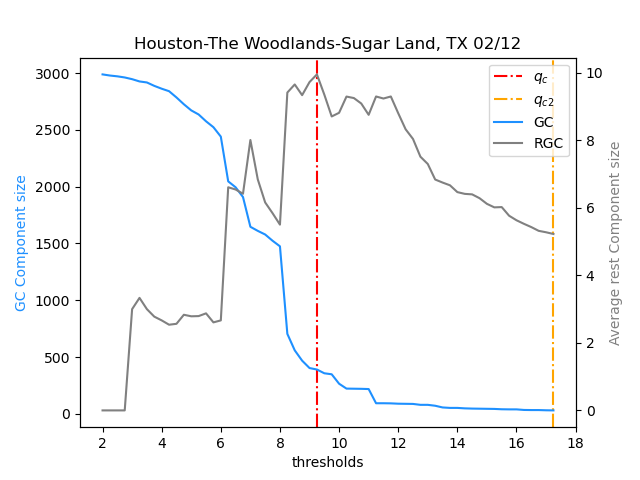 Houston-The Woodlands-Sugar Land, TX 02/12
3000
2500
2000
1500
1000
500
0
GC Component size
10
8
6
4
2
0
Average rest Component size
q_c
q_c2
GC
RGC
2 4 6 8 10 12 14 16 18
thresholds